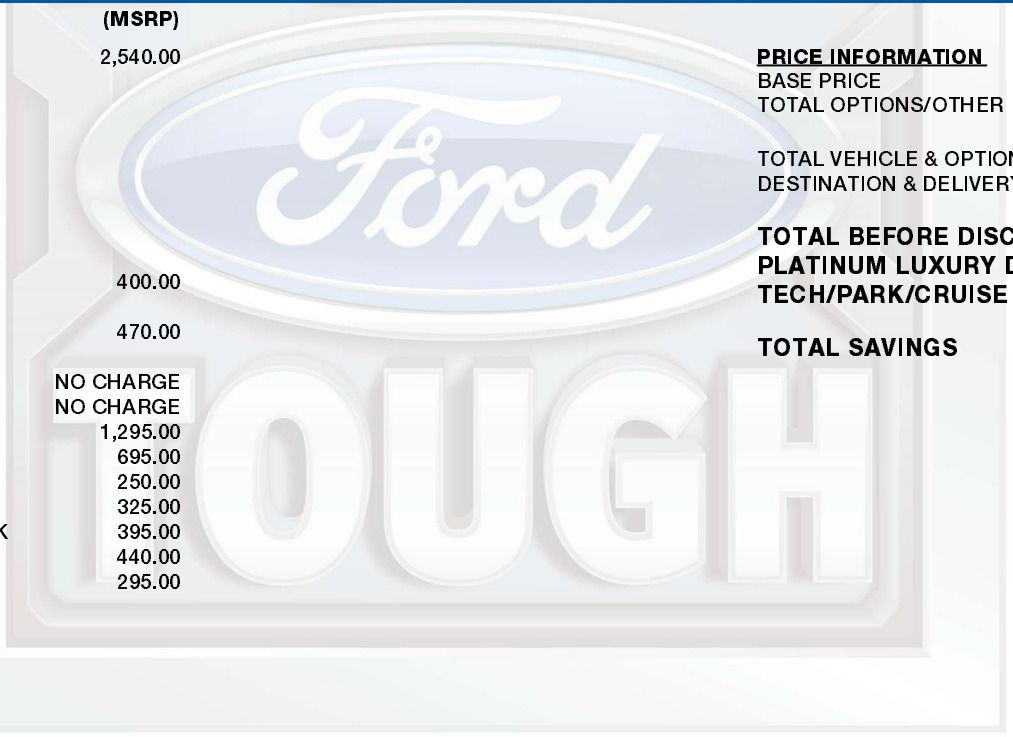 (MSRP)
2,540.00
400.00
470.00
NO CHARGE
NO CHARGE
1,295.00
695.00
250.00
325.00
K 395.00
440.00
295.00
PRICE INFORMATION
BASE PRICE
TOTAL OPTIONS/OTHER
TOTAL VEHICLE & OPTION
DESTINATION & DELIVERY
TOTAL BEFORE DISC
PLATINUM LUXURY D
TECH/PARK/CRUISE
TOTAL SAVINGS
Ford
TOUGH